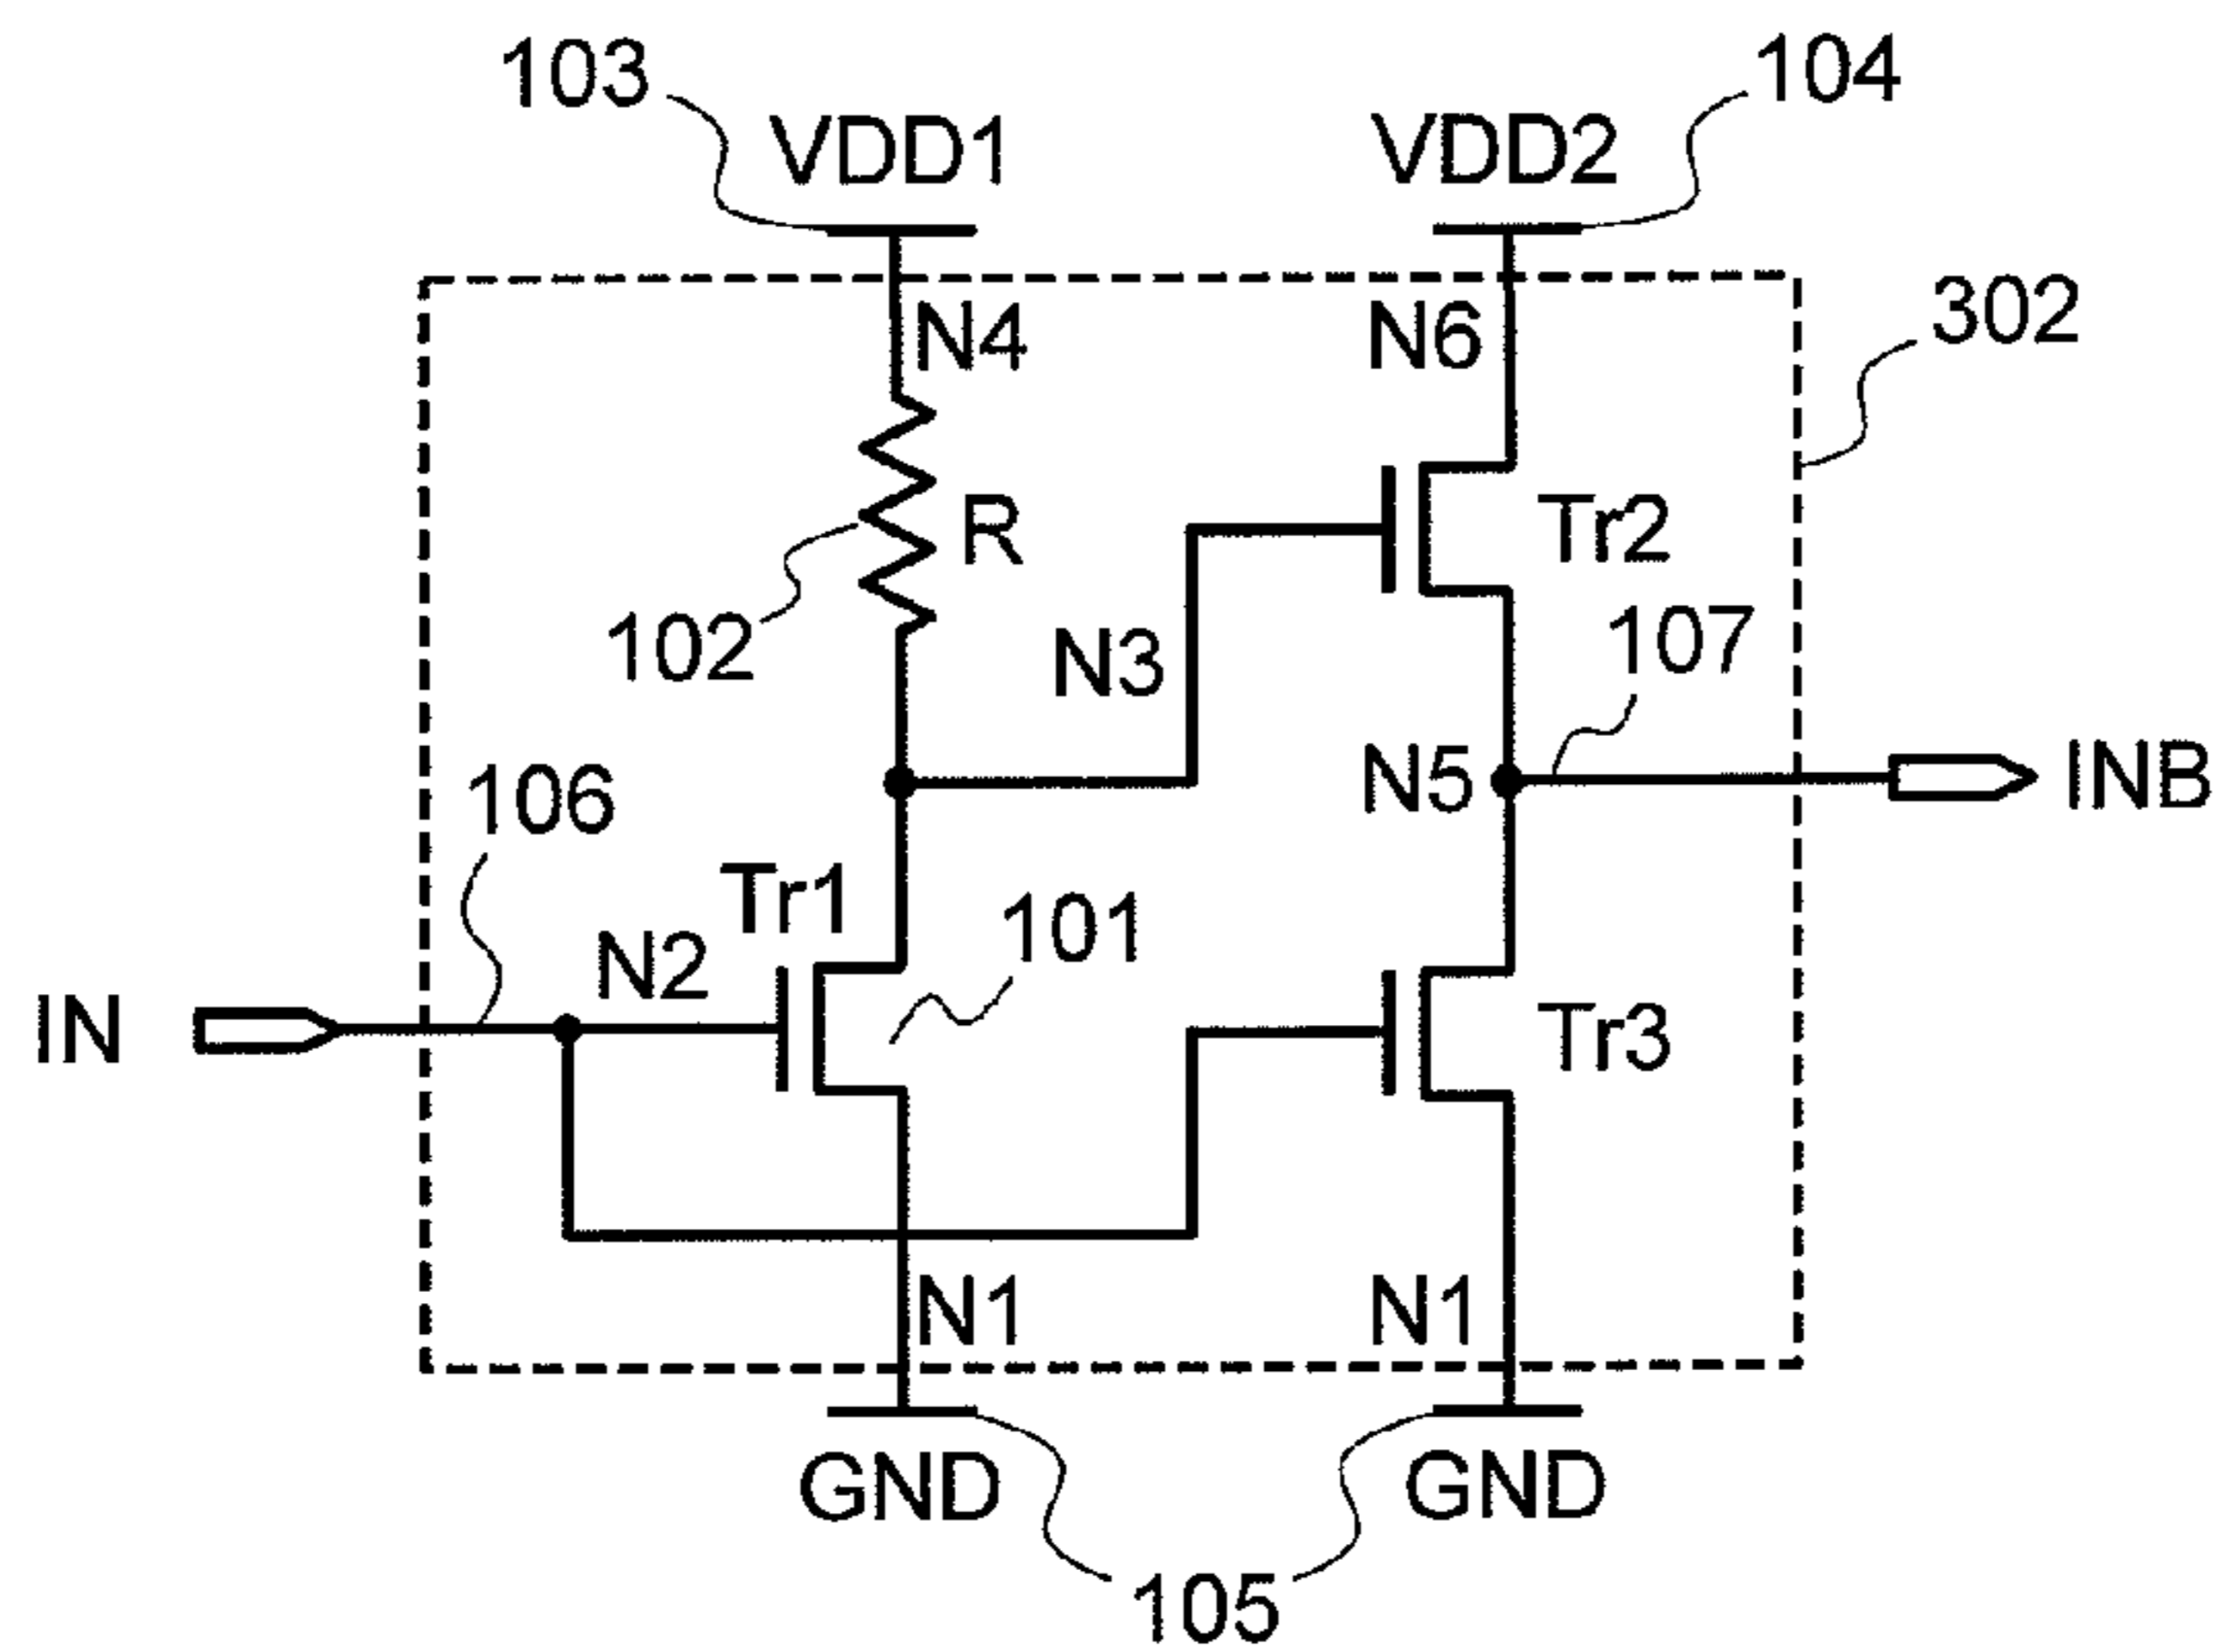 103
104
VDD1
VDD2
302
N4
N6
R
Tr2
102
N3
107
106
N5
INB
Tr1
101
N2
IN
Tr3
N1
N1
GND
GND
105